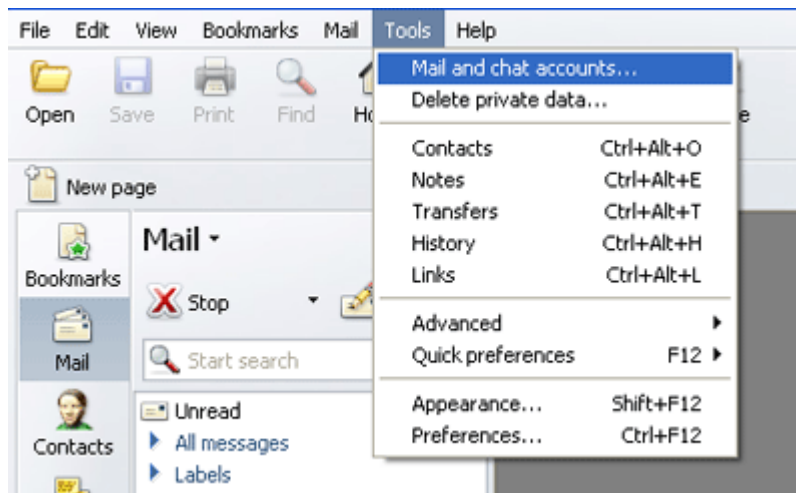 File Edit View Bookmarks Mail Tools Help
Mail and chat accounts...
Delete private data...
Open Save Print Find
Contacts Ctrl+Alt+O
Notes Ctrl+Alt+E
Transfers Ctrl+Alt+T
History Ctrl+Alt+H
Links Ctrl+Alt+L
Advanced
Quick preferences F12
Appearance... Shift+F12
Preferences... Ctrl+F12
New page
Bookmarks
Mail
Contacts
Mail
Stop
Start search
Unread
All messages
Labels